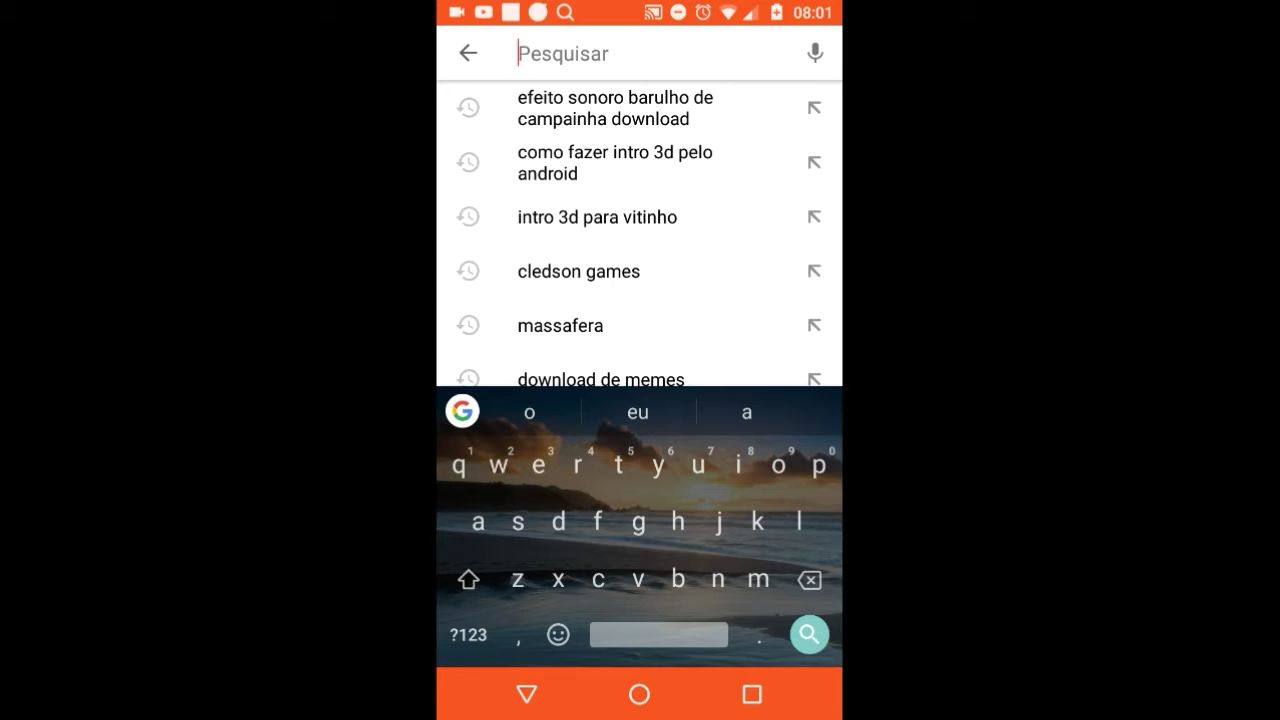 08:01
Pesquisar
efeito sonoro barulho de
campainha download
como fazer intro 3d pelo
android
intro 3d para vitinho
cledson games
massafera
download de memes
G o eu a
1 2 3 4 5 6 7 8 9 0
q w e r t y u i o p
a s d f g h j k l
z x c v b n m
?123 , .